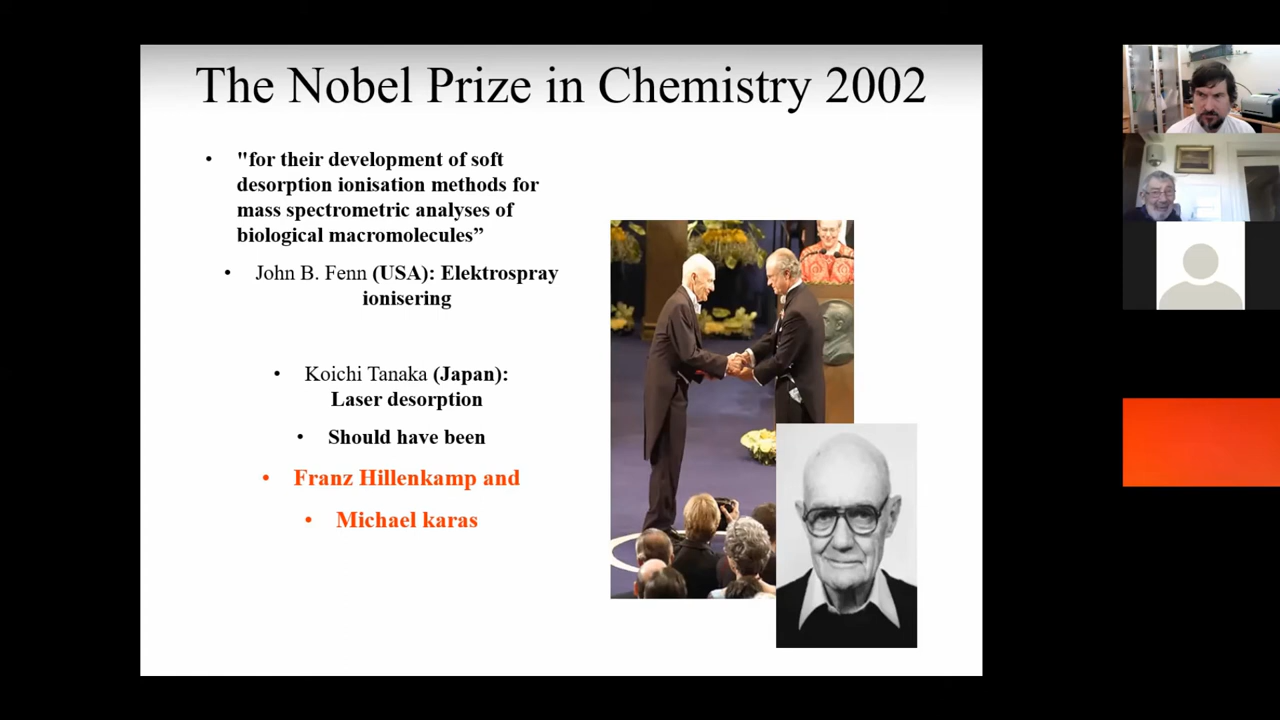 The Nobel Prize in Chemistry 2002
• "for their development of soft
desorption ionisation methods for
mass spectrometric analyses of
biological macromolecules”
• John B. Fenn (USA): Elektrospray
ionisering
• Koichi Tanaka (Japan):
Laser desorption
• Should have been
• Franz Hillenkamp and
• Michael karas